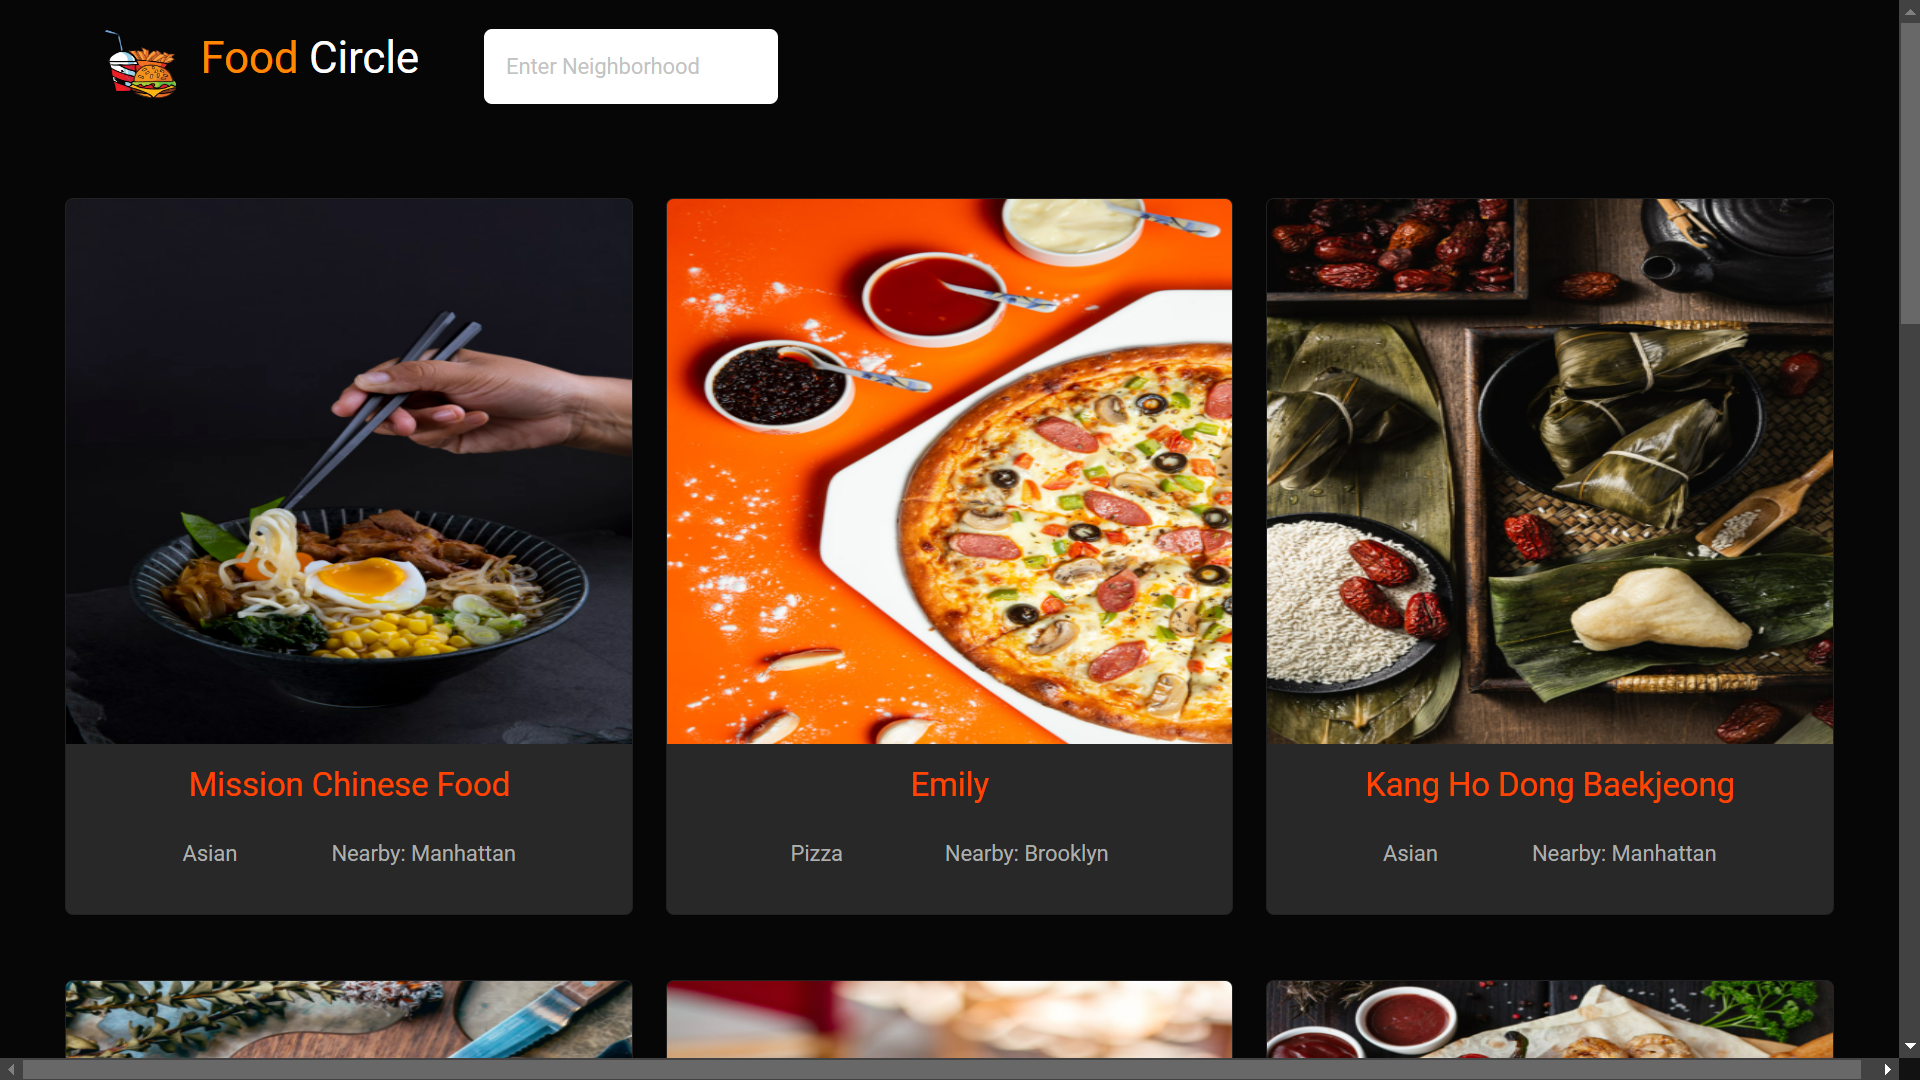 Food Circle
Enter Neighborhood
Mission Chinese Food
Asian Nearby: Manhattan
Emily
Pizza Nearby: Brooklyn
Kang Ho Dong Baekjeong
Asian Nearby: Manhattan